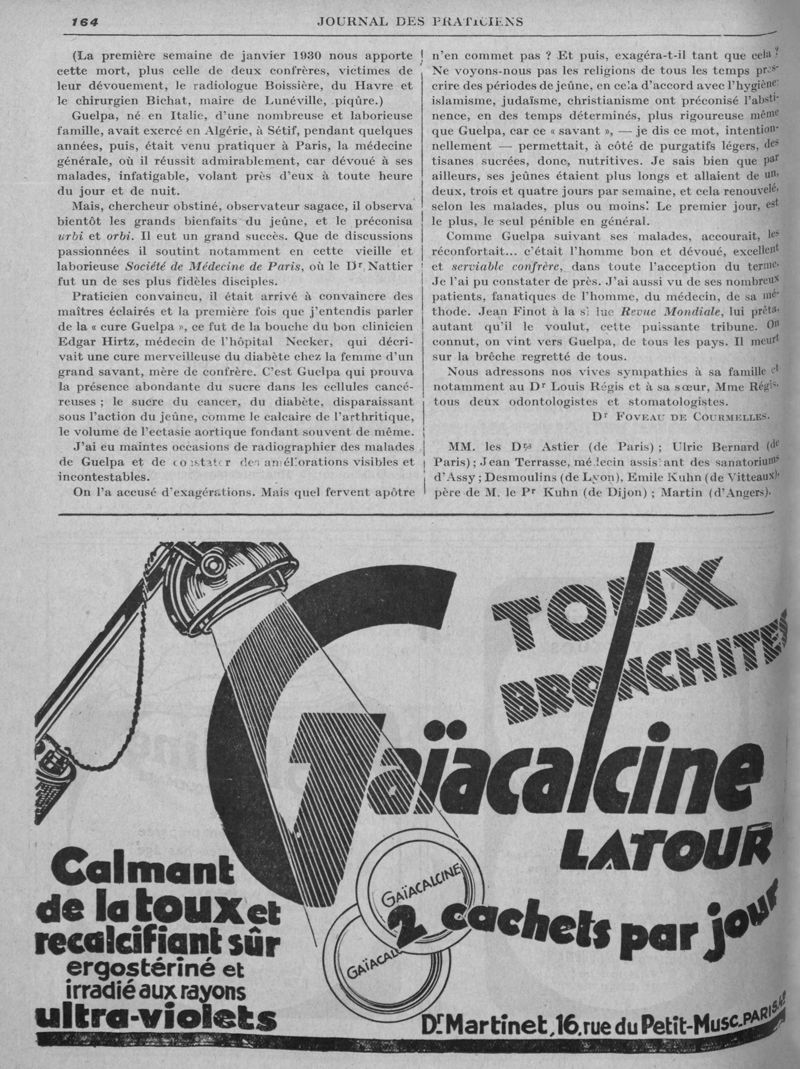 164
JOURNAL DES PRATICIENS
(La première semaine de janvier 1930 nous apporte
cette mort, plus celle de deux confrères, victimes de
leur dévouement, le radiologue Boissière, du Havre et
le chirurgien Bichat, maire de Lunéville, piqûre.)
Guelpa, né en Italie, d'une nombreuse et laborieuse
famille, avait exercé en Algérie, à Sétif, pendant quelques
années, puis, était venu pratiquer à Paris, la médecine
générale, où il réussit admirablement, car dévoué à ses
malades, infatigable, volant près d'eux à toute heure
du jour et de nuit.
Mais, chercheur obstiné, observateur sagace, il observa
bientôt les grands bienfaits du jeûne, et le préconisa
urbi et orbi. Il eut un grand succès. Que de discussions
passionnées il soutint notamment en cette vieille et
laborieuse Société de Médecine de Paris, où le Dr Nattier
fut un de ses plus fidèles disciples.
Praticien convaincu, il était arrivé à convaincre des
maîtres éclairés et la première fois que j'entendis parler
de la « cure Guelpa », ce fut de la bouche du bon clinicien
Edgar Hirtz, médecin de l'hôpital Necker, qui décri-
vait une cure merveilleuse du diabète chez la femme d'un
grand savant, mère de confrère. C'est Guelpa qui prouva
la présence abondante du sucre dans les cellules cancé-
reuses ; le sucre du cancer, du diabète, disparaissant
sous l'action du jeûne, comme le calcaire de l'arthritique,
le volume de l'ectasie aortique fondant souvent de même.
J'ai eu maintes occasions de radiographier des malades
de Guelpa et de constater des améliorations visibles et
incontestables.
On l'a accusé d'exagérations. Mais quel fervent apôtre
n'en commet pas ? Et puis, exagéra-t-il tant que cela ?
Ne voyons-nous pas les religions de tous les temps pres-
crire des périodes de jeûne, en cela d'accord avec l'hygiène:
islamisme, judaïsme, christianisme ont préconisé l'absti-
nence, en des temps déterminés, plus rigoureuse même
que Guelpa, car ce « savant », — je dis ce mot, intention-
nellement — permettait, à côté de purgatifs légers, des
tisanes sucrées, donc, nutritives. Je sais bien que par
ailleurs, ses jeûnes étaient plus longs et allaient de un,
deux, trois et quatre jours par semaine, et cela renouvelé,
selon les malades, plus ou moins. Le premier jour, est
le plus, le seul pénible en général.
Comme Guelpa suivant ses malades, accourait, les
réconfortait... c'était l'homme bon et dévoué, excellent
et serviable confrère, dans toute l'acception du terme.
Je l'ai pu constater de près. J'ai aussi vu de ses nombreux
patients, fanatiques de l'homme, du médecin, de sa mé-
thode. Jean Finot à la si lue Revue Mondiale, lui prêta,
autant qu'il le voulut, cette puissante tribune. On
connut, on vint vers Guelpa, de tous les pays. Il meurt
sur la brêche regretté de tous.
Nous adressons nos vives sympathies à sa famille et
notamment au Dr Louis Régis et à sa sœur, Mme Régis,
tous deux odontologistes et stomatologistes.
Dr FOVEAU DE COURMELLES.
MM. les Drs Astier (de Paris) ; Ulric Bernard (de
Paris) ; Jean Terrasse, médecin assistant des sanatoriums
d'Assy ; Desmoulins (de Lyon), Emile Kuhn (de Vitteaux),
père de M. le Pr Kuhn (de Dijon) ; Martin (d'Angers).
TOUX
BRONCHITES
Gaïacalcine
LATOUR
GAÏACALCINE
GAÏACAL
2 cachets par jour
Calmant
de la toux et
recalcifiant sûr
ergostériné et
irradié aux rayons
ultra-violets
Dr Martinet, 16, rue du Petit-Musc. PARIS.4e